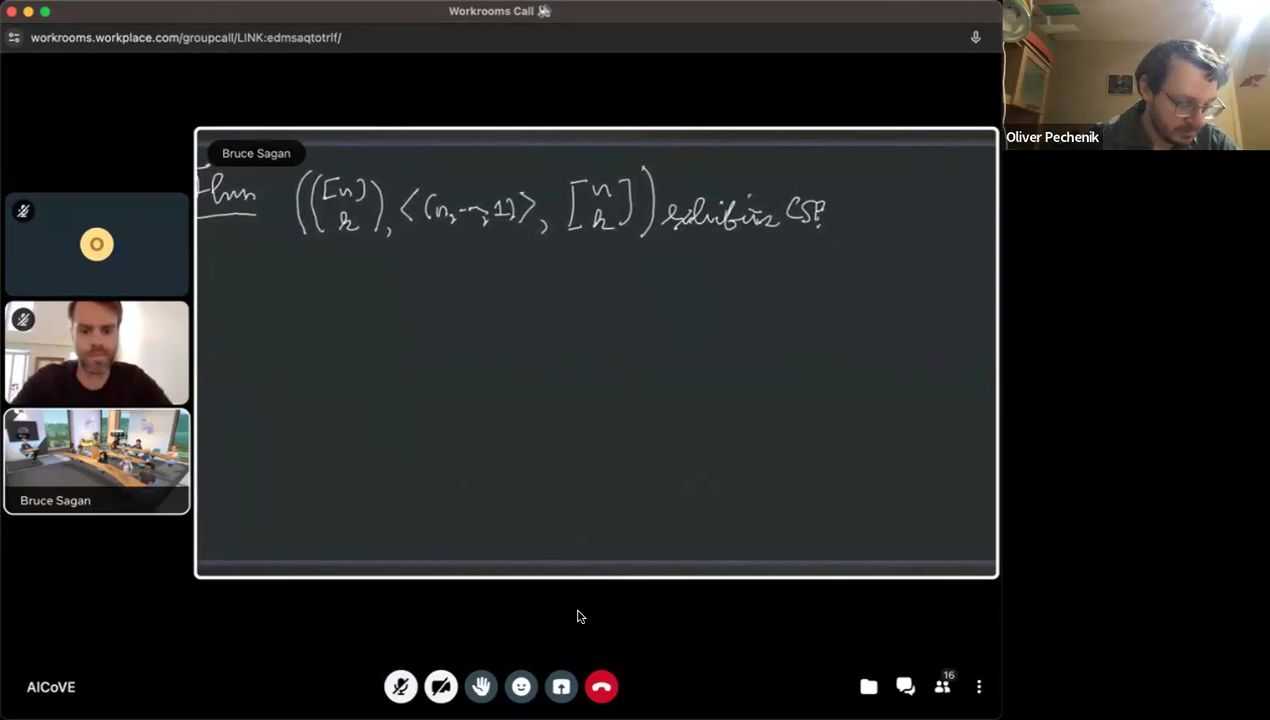 Workrooms Call
workrooms.workplace.com/groupcall/LINK:edmsaqtotrlf/
Oliver Pechenik
Bruce Sagan
Thm (([n] k), <(n,...,1)>, [n k]) exhibits CSP
O
Bruce Sagan
AICoVE
16